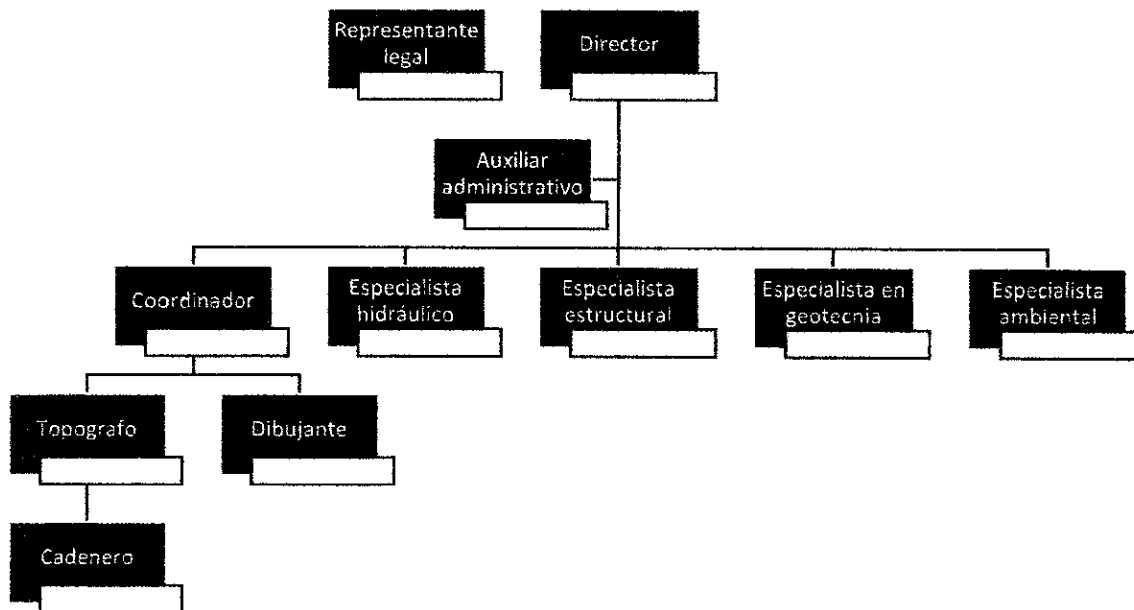 Representante
legal
Director
Auxiliar
administrativo
Coordinador
Especialista
hidráulico
Especialista
estructural
Especialista en
geotecnia
Especialista
ambiental
Topografo
Dibujante
Cadenero